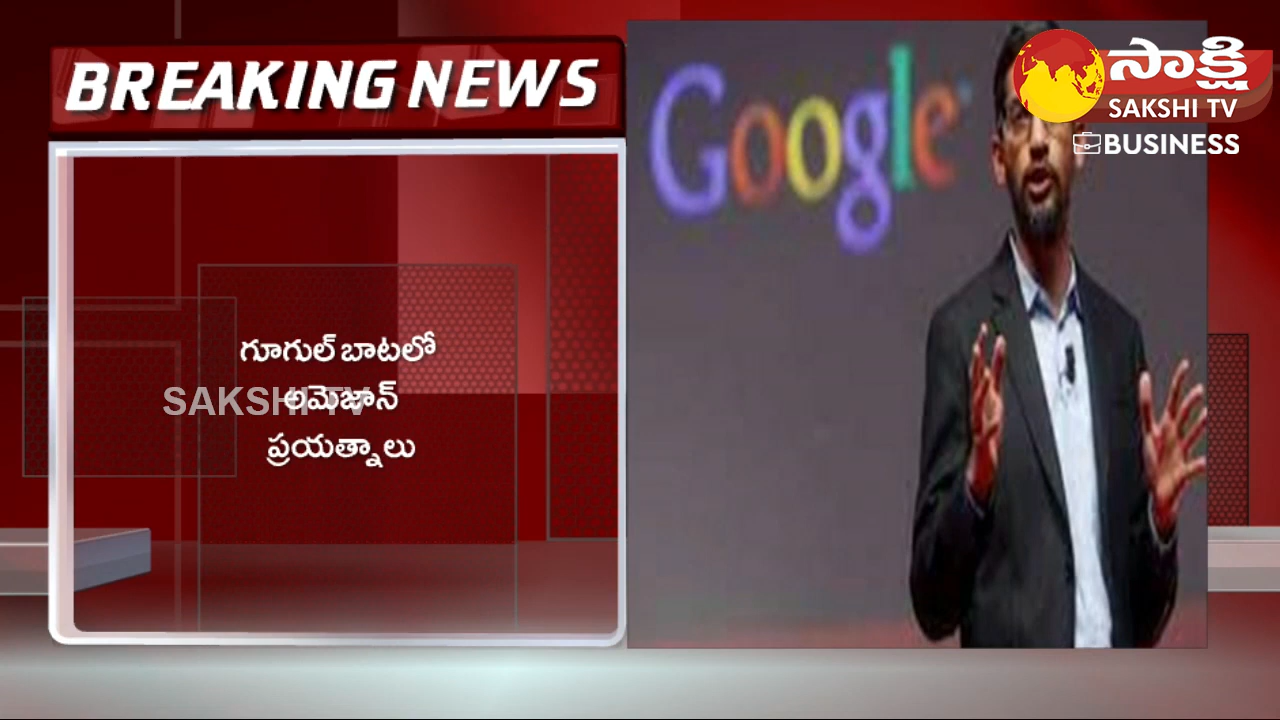 BREAKING NEWS
గూగుల్ బాటలో
అమెజాన్
ప్రయత్నాలు
SAKSHI TV
Google
సాక్షి
SAKSHI TV
BUSINESS